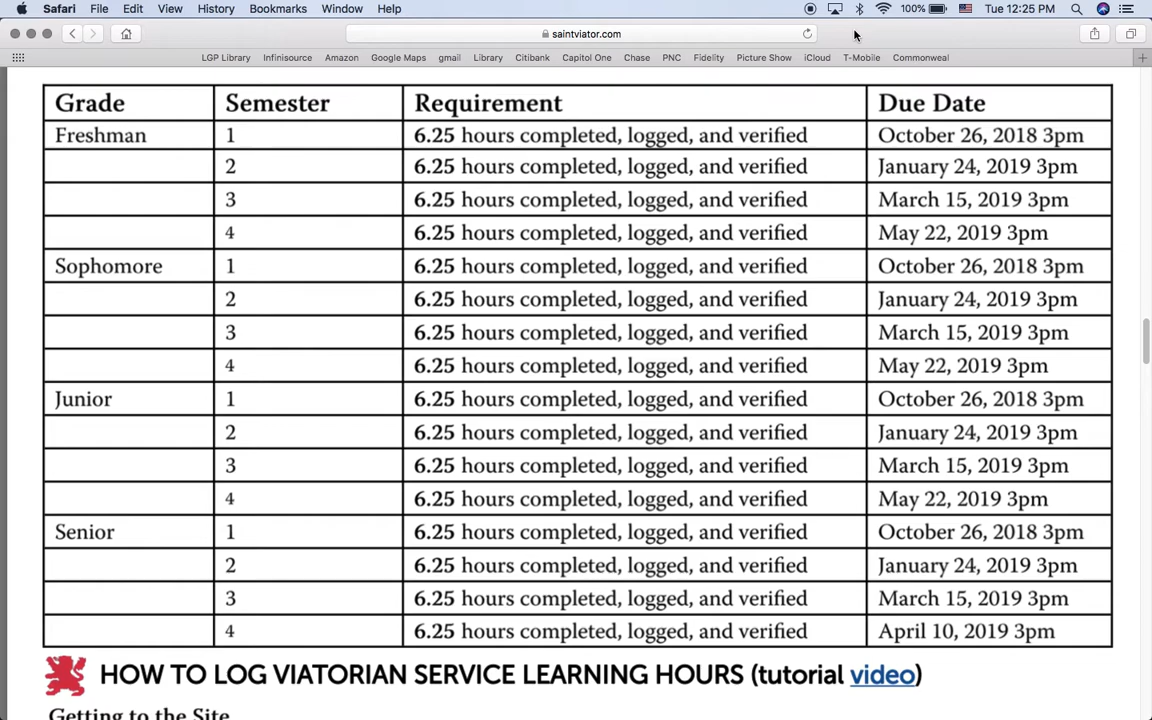 Safari File Edit View History Bookmarks Window Help 100% Tue 12:25 PM
saintviator.com
LGP Library Infinisource Amazon Google Maps gmail Library Citibank Capital One Chase PNC Fidelity Picture Show iCloud T-Mobile Commonweal
Grade Semester Requirement Due Date
Freshman 1 6.25 hours completed, logged, and verified October 26, 2018 3pm
2 6.25 hours completed, logged, and verified January 24, 2019 3pm
3 6.25 hours completed, logged, and verified March 15, 2019 3pm
4 6.25 hours completed, logged, and verified May 22, 2019 3pm
Sophomore 1 6.25 hours completed, logged, and verified October 26, 2018 3pm
2 6.25 hours completed, logged, and verified January 24, 2019 3pm
3 6.25 hours completed, logged, and verified March 15, 2019 3pm
4 6.25 hours completed, logged, and verified May 22, 2019 3pm
Junior 1 6.25 hours completed, logged, and verified October 26, 2018 3pm
2 6.25 hours completed, logged, and verified January 24, 2019 3pm
3 6.25 hours completed, logged, and verified March 15, 2019 3pm
4 6.25 hours completed, logged, and verified May 22, 2019 3pm
Senior 1 6.25 hours completed, logged, and verified October 26, 2018 3pm
2 6.25 hours completed, logged, and verified January 24, 2019 3pm
3 6.25 hours completed, logged, and verified March 15, 2019 3pm
4 6.25 hours completed, logged, and verified April 10, 2019 3pm
HOW TO LOG VIATORIAN SERVICE LEARNING HOURS (tutorial video)
Getting to the Site